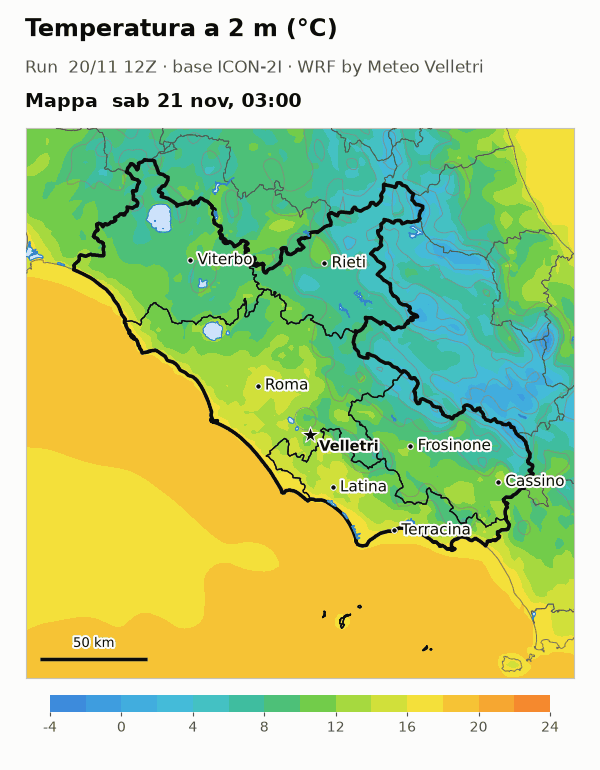 Temperatura a 2 m (°C)
Run  20/11 12Z · base ICON-2I · WRF by Meteo Velletri
Mappa  sab 21 nov, 03:00
Viterbo
Rieti
Roma
Velletri
Frosinone
Cassino
Latina
Terracina
50 km
-4 0 4 8 12 16 20 24